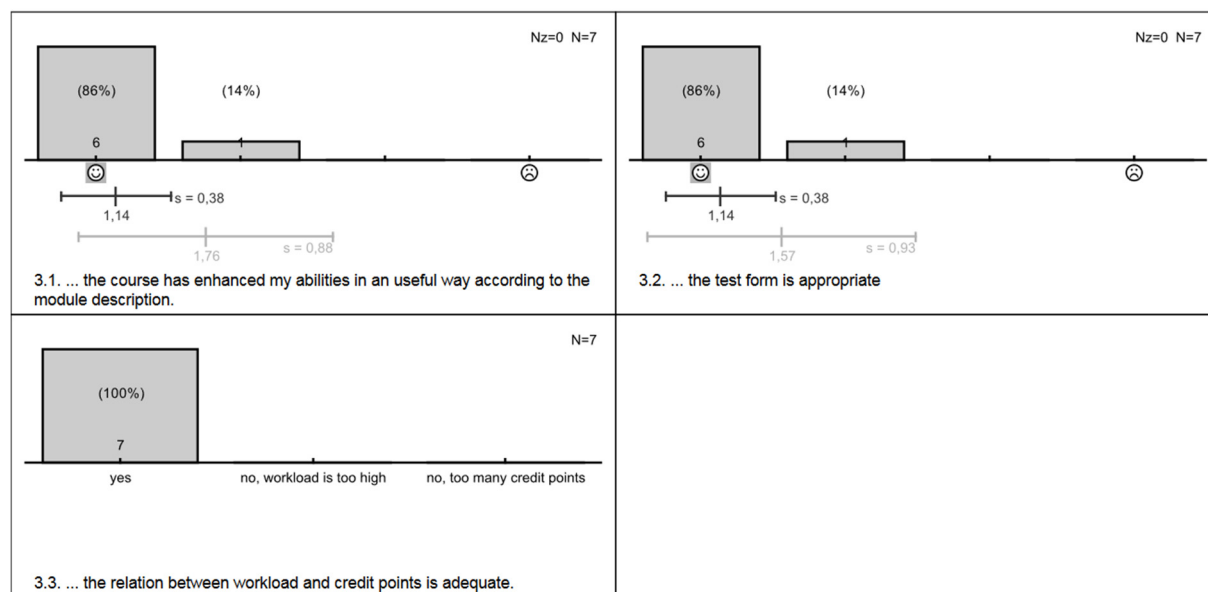 Nz=0 N=7
(86%)
(14%)
6
1
s = 0,38
1,14
s = 0,88
1,76
3.1. ... the course has enhanced my abilities in an useful way according to the
module description.
Nz=0 N=7
(86%)
(14%)
6
1
s = 0,38
1,14
s = 0,93
1,57
3.2. ... the test form is appropriate
N=7
(100%)
7
yes
no, workload is too high
no, too many credit points
3.3. ... the relation between workload and credit points is adequate.